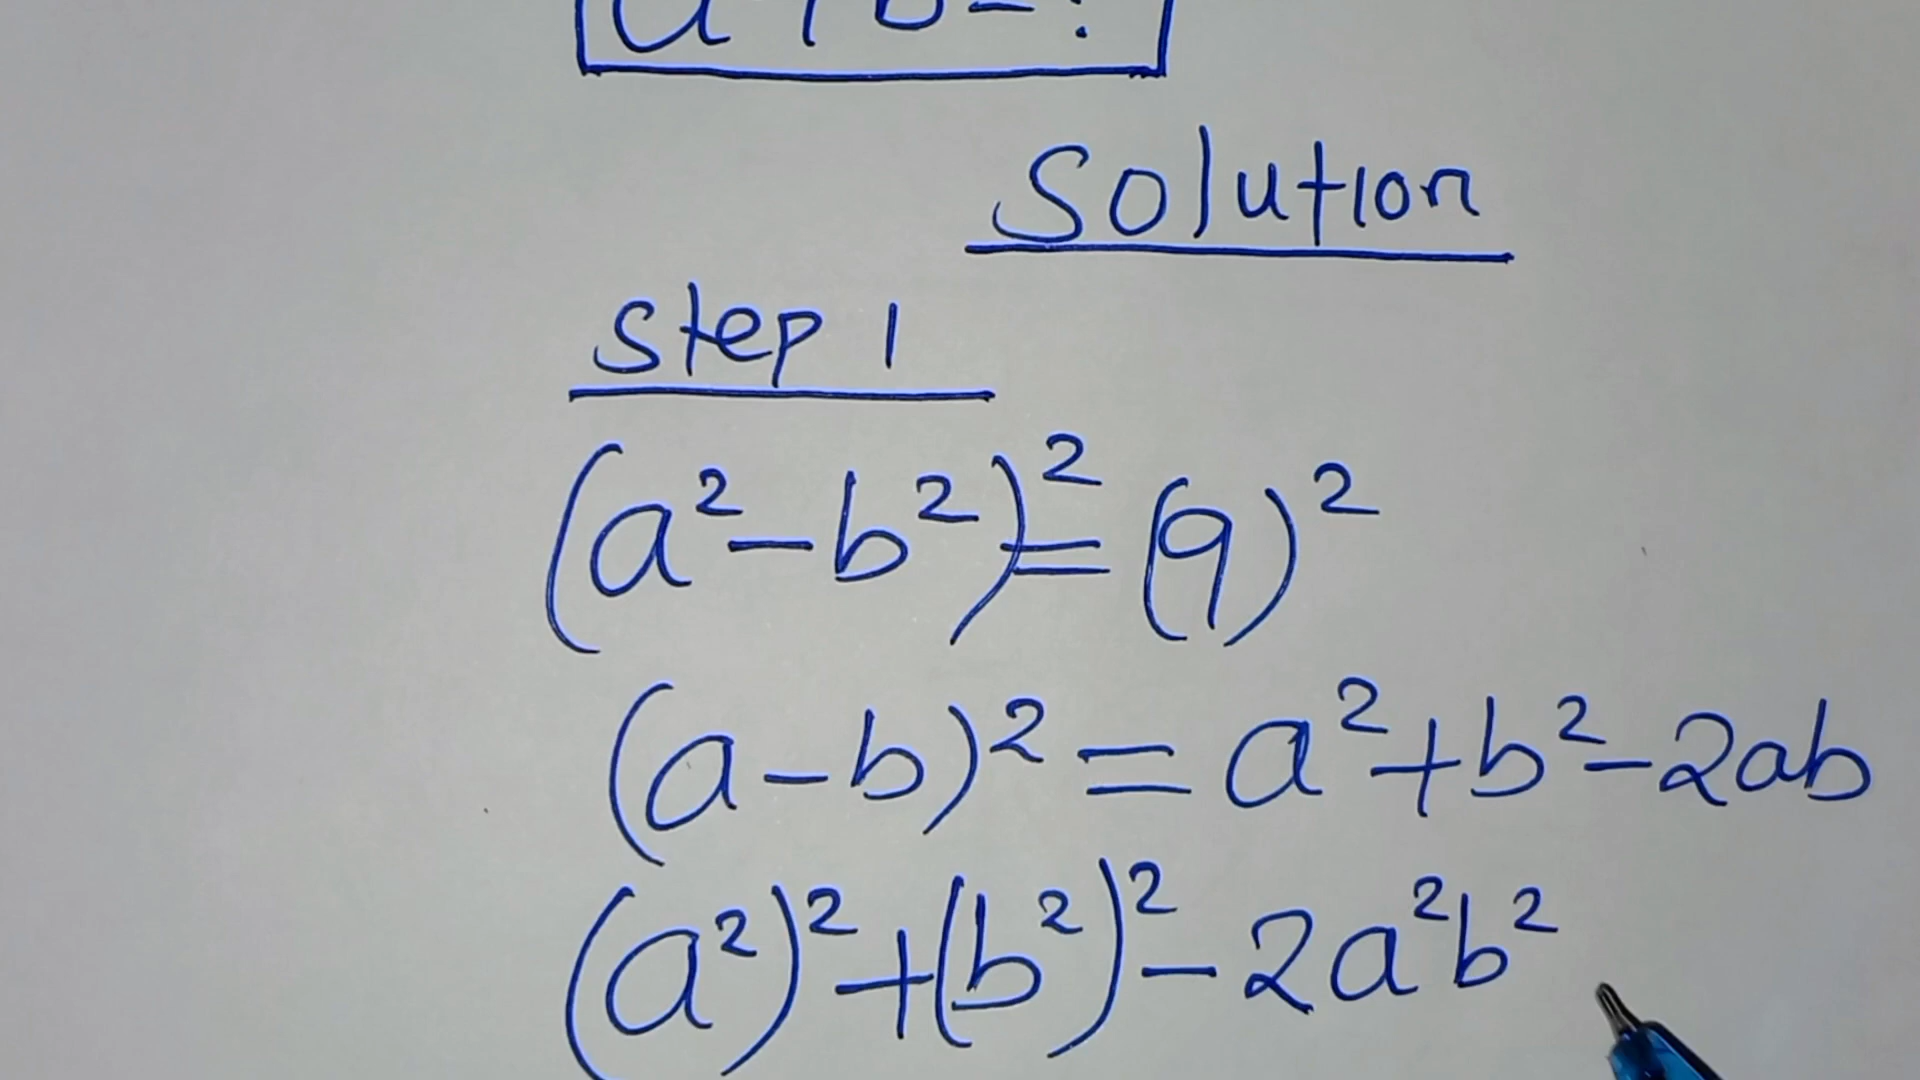 a+b=?
Solution
Step 1
(a²-b²)²=(9)²
(a-b)²=a²+b²-2ab
(a²)²+(b²)²-2a²b²